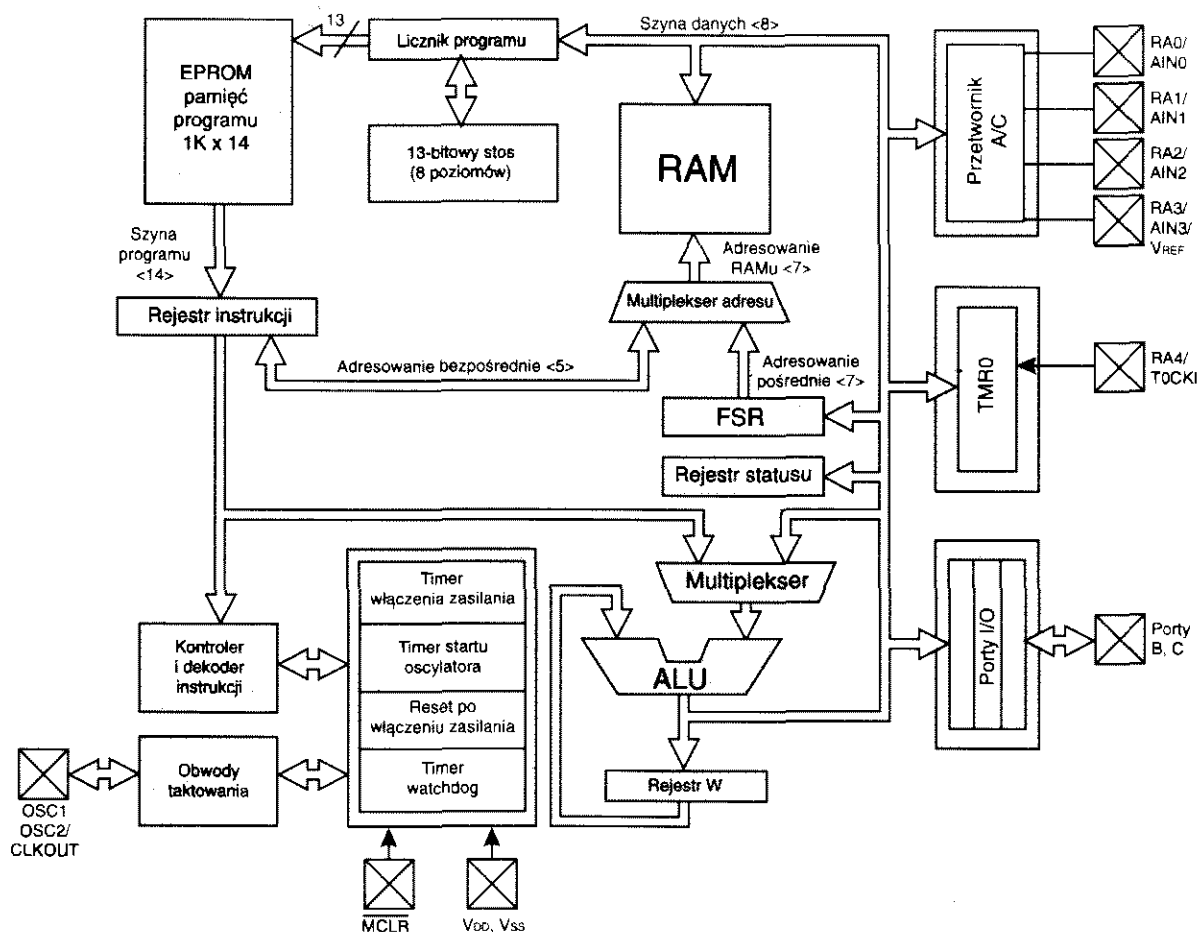 13
Licznik programu
Szyna danych <8>
EPROM
pamięć
programu
1K x 14
13-bitowy stos
(8 poziomów)
RAM
Przetwornik
A/C
RA0/
AIN0
RA1/
AIN1
RA2/
AIN2
RA3/
AIN3/
VREF
Szyna
programu
<14>
Adresowanie
RAMu <7>
Rejestr instrukcji
Multiplekser adresu
Adresowanie bezpośrednie <5>
Adresowanie
pośrednie <7>
TMR0
RA4/
T0CKI
FSR
Rejestr statusu
Multiplekser
Timer
włączenia zasilania
Timer startu
oscylatora
Reset po
włączeniu zasilania
Timer
watchdog
Kontroler
i dekoder
instrukcji
ALU
Porty I/O
Porty
B, C
Obwody
taktowania
Rejestr W
OSC1
OSC2/
CLKOUT
MCLR
VDD, VSS